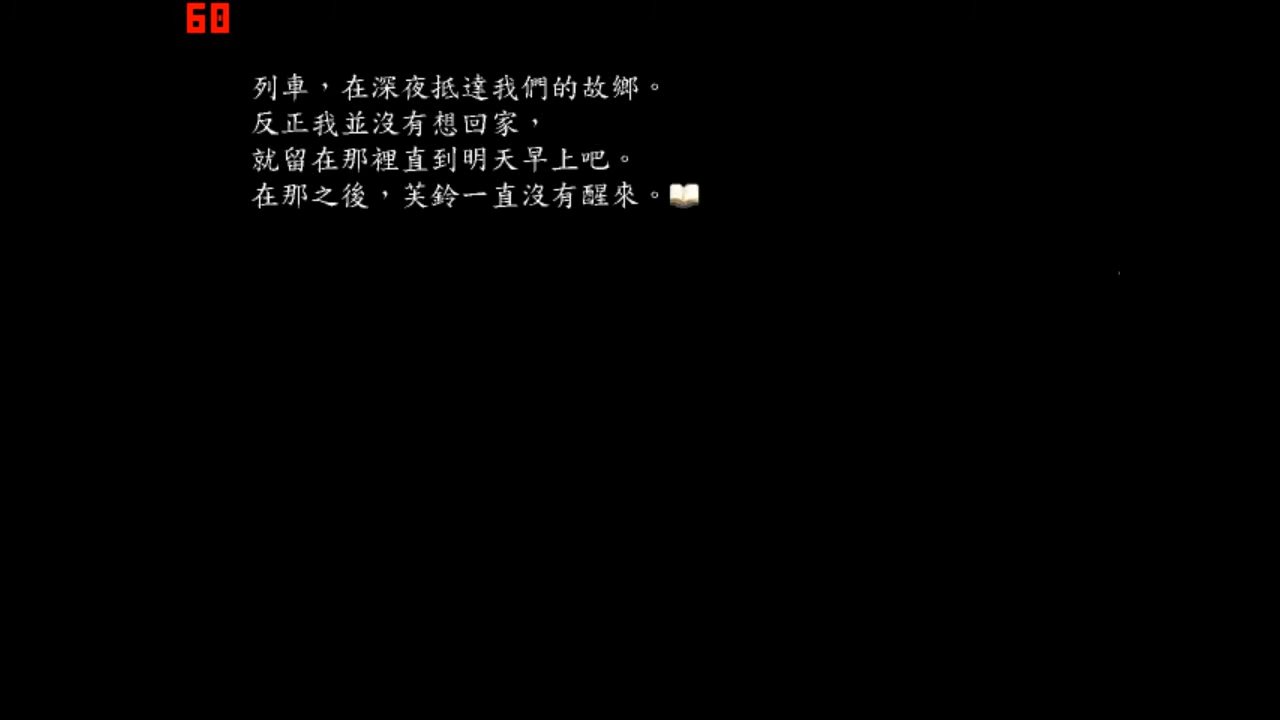 60
列車，在深夜抵達我們的故鄉。
反正我並沒有想回家，
就留在那裡直到明天早上吧。
在那之後，芙鈴一直沒有醒來。